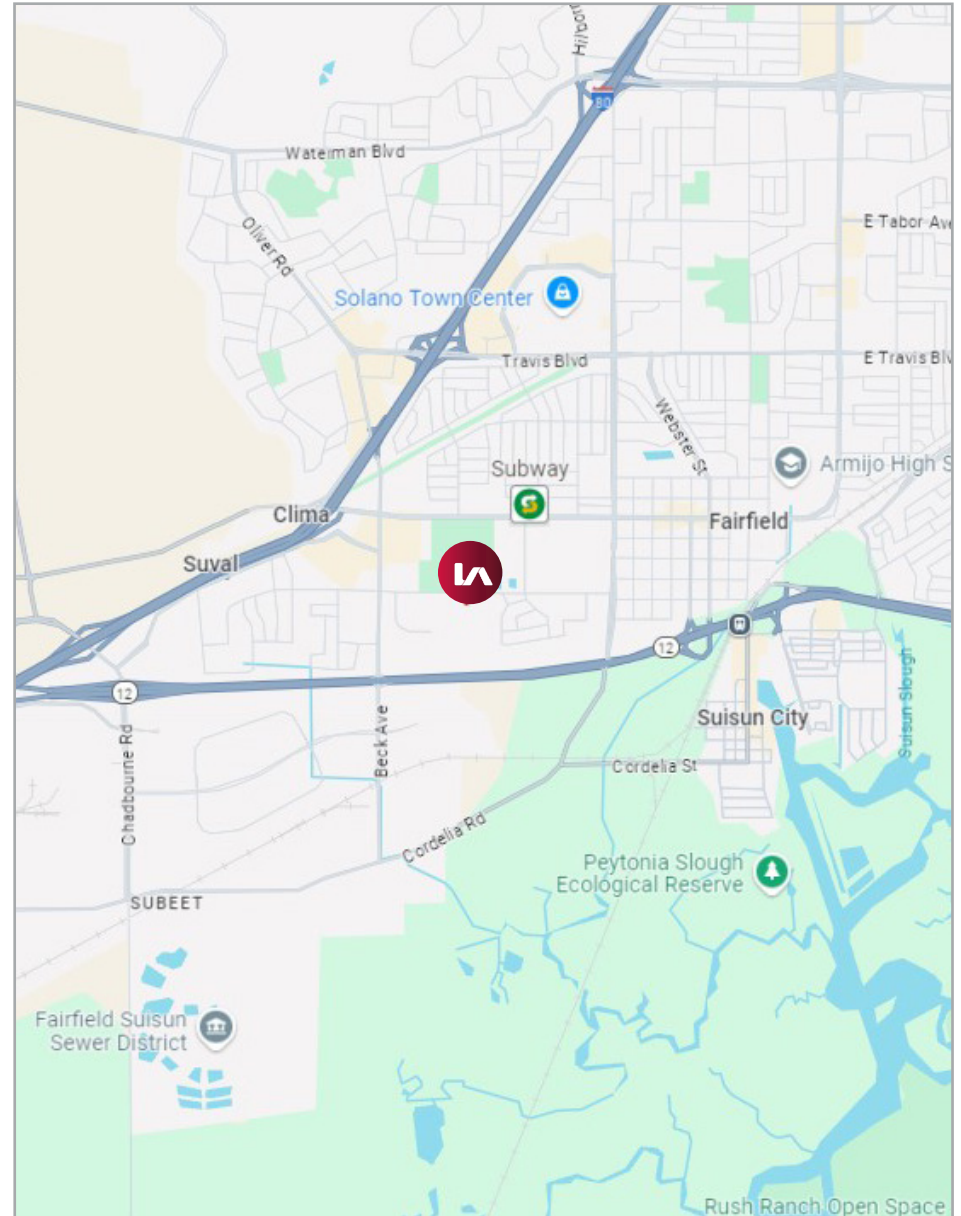 Hilborn
80
Waterman Blvd
E Tabor Ave
Oliver Rd
Solano Town Center
Travis Blvd
E Travis Blv
Webster St
Subway
Armijo High S
Clima
Fairfield
Suval
12
12
Suisun City
Suisun Slough
Beck Ave
Chadbourne Rd
Cordelia St
Cordelia Rd
Peytonia Slough
Ecological Reserve
SUBEET
Fairfield Suisun
Sewer District
Rush Ranch Open Space